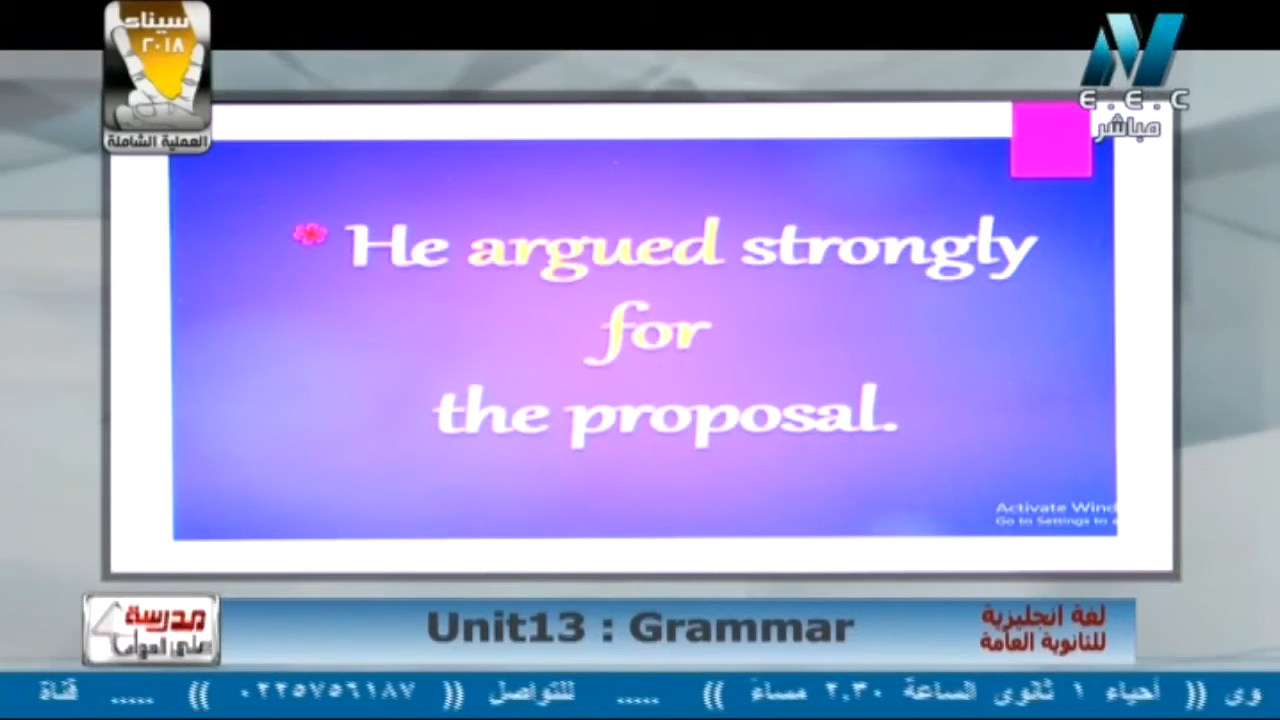 سيناء
٢٠١٨
العملية الشاملة
E.E.C
مباشر
He argued strongly
for
the proposal.
Activate Wind
Go to Settings to a
مدرسة
على الهواء
Unit13 : Grammar
لغة انجليزية
للثانوية العامة
وى (( أحياء ١ ثانوى الساعة ٢,٣٠ مساءً )) ..... للتواصل (( ٠٢٢٥٧٥٦١٨٧ )) ..... قناة